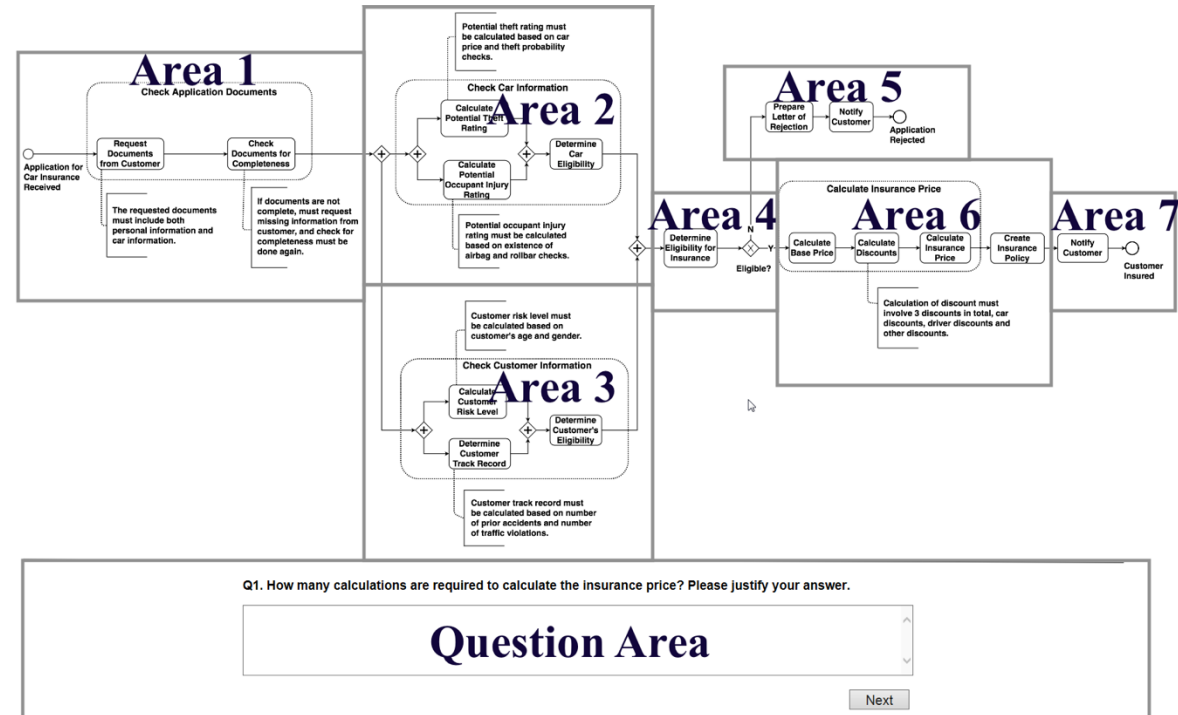 Area 1
Check Application Documents
Request
Documents
from Customer
Check
Documents for
Completeness
Application for
Car Insurance
Received
The requested documents
must include both
personal information and
car information.
If documents are not
complete, must request
missing information from
customer, and check for
completeness must be
done again.
Potential theft rating must
be calculated based on car
price and theft probability
checks.
Check Car Information
Area 2
Calculate
Potential Theft
Rating
Calculate
Potential
Occupant Injury
Rating
Determine
Car
Eligibility
Potential occupant injury
rating must be calculated
based on existence of
airbag and rollbar checks.
Customer risk level must
be calculated based on
customer's age and gender.
Check Customer Information
Area 3
Calculate
Customer
Risk Level
Determine
Customer
Track Record
Determine
Customer's
Eligibility
Customer track record must
be calculated based on number
of prior accidents and number
of traffic violations.
Area 4
Determine
Eligibility for
Insurance
N
Y
Eligible?
Area 5
Prepare
Letter of
Rejection
Notify
Customer
Application
Rejected
Calculate Insurance Price
Area 6
Calculate
Base Price
Calculate
Discounts
Calculate
Insurance
Price
Create
Insurance
Policy
Calculation of discount must
involve 3 discounts in total, car
discounts, driver discounts and
other discounts.
Area 7
Notify
Customer
Customer
Insured
Q1. How many calculations are required to calculate the insurance price? Please justify your answer.
Question Area
Next